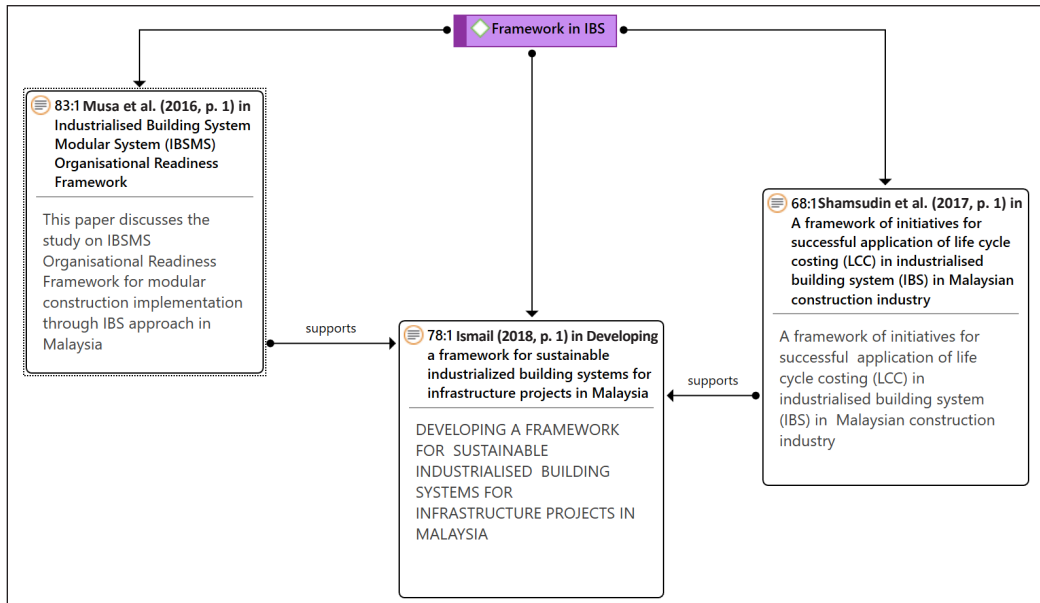 Framework in IBS
83:1 Musa et al. (2016, p. 1) in
Industrialised Building System
Modular System (IBSMS)
Organisational Readiness
Framework
This paper discusses the
study on IBSMS
Organisational Readiness
Framework for modular
construction implementation
through IBS approach in
Malaysia
supports
78:1 Ismail (2018, p. 1) in Developing
a framework for sustainable
industrialized building systems for
infrastructure projects in Malaysia
DEVELOPING A FRAMEWORK
FOR SUSTAINABLE
INDUSTRIALISED BUILDING
SYSTEMS FOR
INFRASTRUCTURE PROJECTS IN
MALAYSIA
supports
68:1 Shamsudin et al. (2017, p. 1) in
A framework of initiatives for
successful application of life cycle
costing (LCC) in industrialised
building system (IBS) in Malaysian
construction industry
A framework of initiatives for
successful application of life
cycle costing (LCC) in
industrialised building system
(IBS) in Malaysian construction
industry